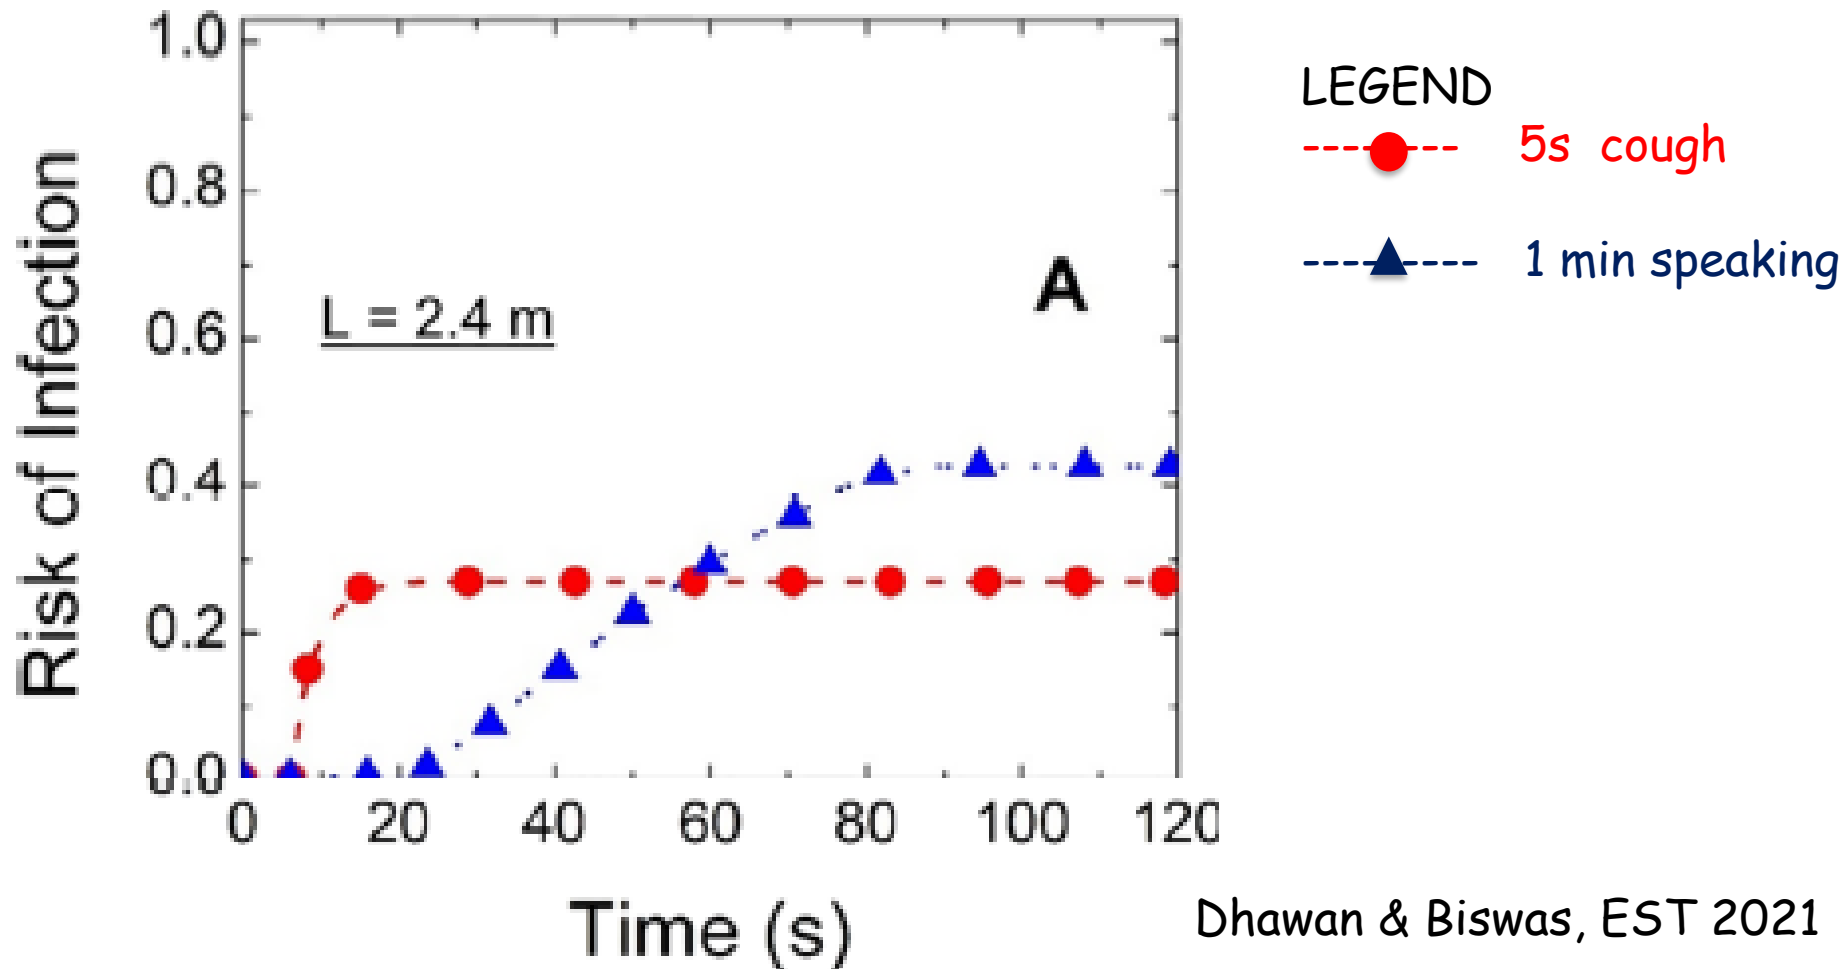 1.0
0.8
0.6
0.4
0.2
0.0
Risk of Infection
L = 2.4 m
A
0 20 40 60 80 100 120
Time (s)
LEGEND
5s cough
1 min speaking
Dhawan & Biswas, EST 2021